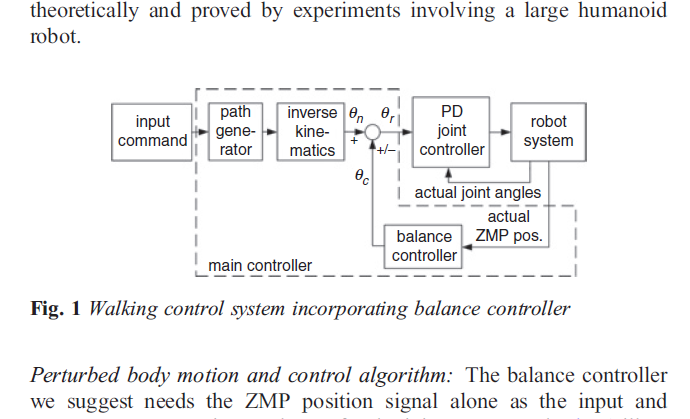 theoretically and proved by experiments involving a large humanoid
robot.
input
command
path
gene-
rator
inverse
kine-
matics
θn
+
θr
+/–
θc
PD
joint
controller
robot
system
actual joint angles
actual
ZMP pos.
balance
controller
main controller
Fig. 1 Walking control system incorporating balance controller
Perturbed body motion and control algorithm: The balance controller
we suggest needs the ZMP position signal alone as the input and